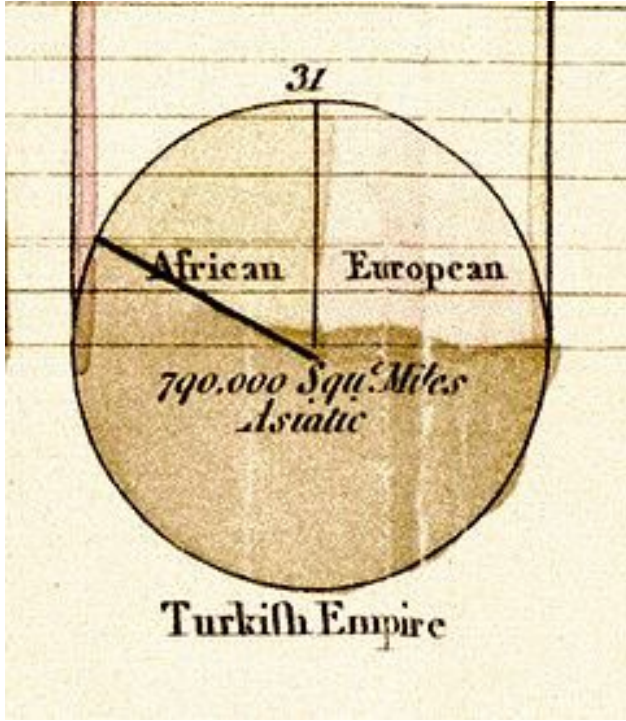 31
African European
790.000 Squ.ᵉ Miles
Asiatic
Turkiſh Empire